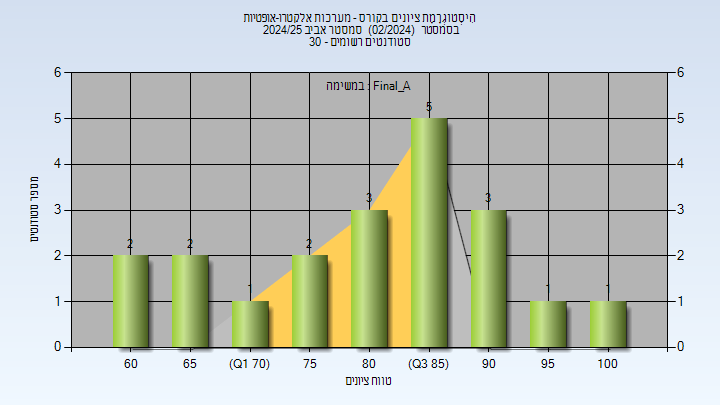 היסטוגרמת ציונים בקורס - מערכות אלקטרו-אופטיות
בסמסטר (02/2024) סמסטר אביב 2024/25
סטודנטים רשומים - 30
במשימה : Final_A
מספר סטודנטים
6 6
5 5
4 4
3 3
2 2
1 1
0 0
2 2 1 2 3 5 3 1 1
60 65 (Q1 70) 75 80 (Q3 85) 90 95 100
טווח ציונים